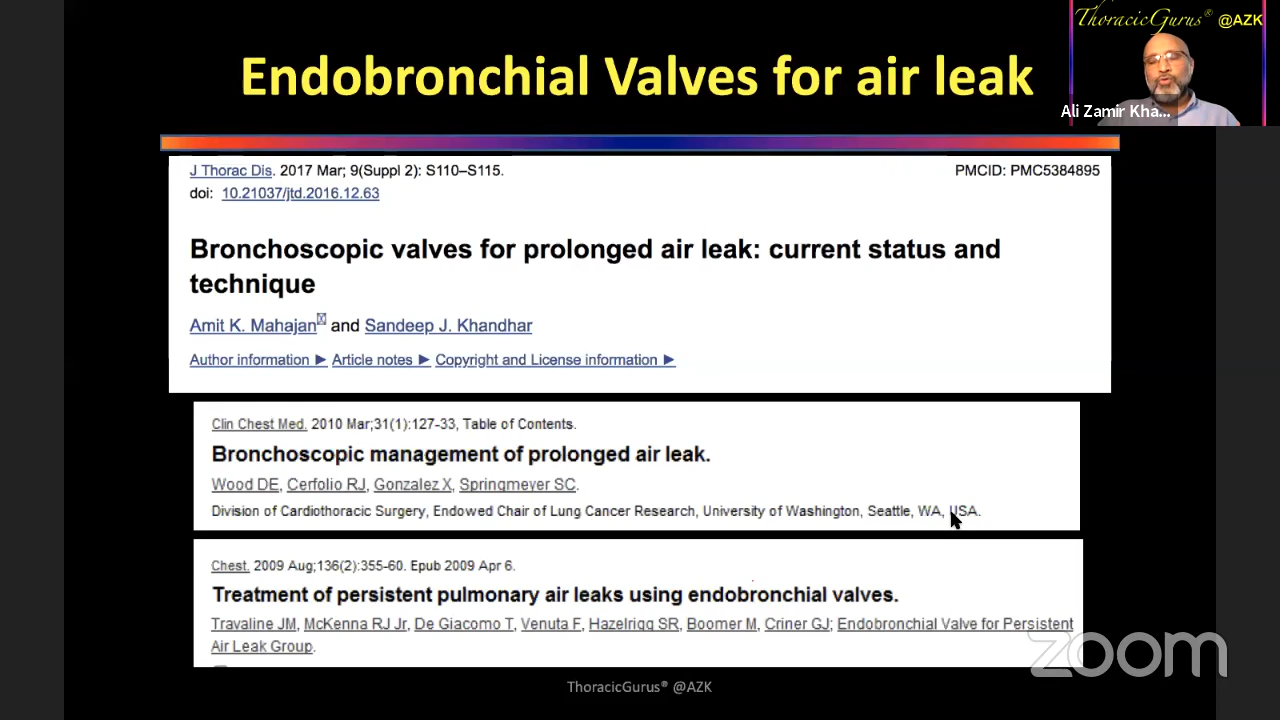 ThoracicGurus® @AZK
Endobronchial Valves for air leak
Ali Zamir Kha...
J Thorac Dis. 2017 Mar; 9(Suppl 2): S110–S115.
PMCID: PMC5384895
doi: 10.21037/jtd.2016.12.63
Bronchoscopic valves for prolonged air leak: current status and
technique
Amit K. Mahajan and Sandeep J. Khandhar
Author information ► Article notes ► Copyright and License information ►
Clin Chest Med. 2010 Mar;31(1):127-33, Table of Contents.
Bronchoscopic management of prolonged air leak.
Wood DE, Cerfolio RJ, Gonzalez X, Springmeyer SC.
Division of Cardiothoracic Surgery, Endowed Chair of Lung Cancer Research, University of Washington, Seattle, WA, USA.
Chest. 2009 Aug;136(2):355-60. Epub 2009 Apr 6.
Treatment of persistent pulmonary air leaks using endobronchial valves.
Travaline JM, McKenna RJ Jr, De Giacomo T, Venuta F, Hazelrigg SR, Boomer M, Criner GJ; Endobronchial Valve for Persistent
Air Leak Group.
zoom
ThoracicGurus® @AZK